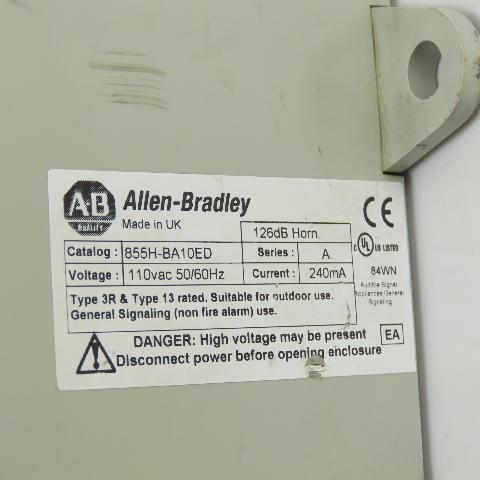 A-B
QUALITY
Allen-Bradley
Made in UK
126dB Horn
CE
Catalog : 855H-BA10ED
Series : A
c UL US LISTED
Voltage : 110vac 50/60Hz
Current : 240mA
84WN
Audible Signal
Appliances, General
Signaling
Type 3R & Type 13 rated. Suitable for outdoor use.
General Signaling (non fire alarm) use.
DANGER: High voltage may be present
Disconnect power before opening enclosure
EA